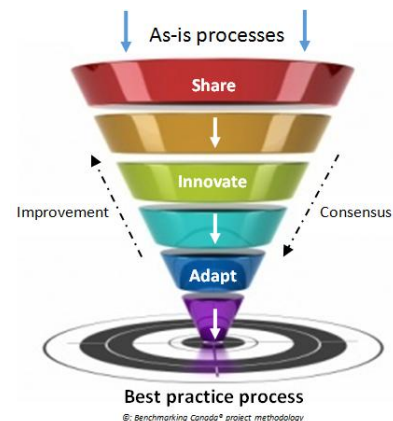 As-is processes
Share
Innovate
Improvement
Consensus
Adapt
Best practice process
©: Benchmarking Canada® project methodology